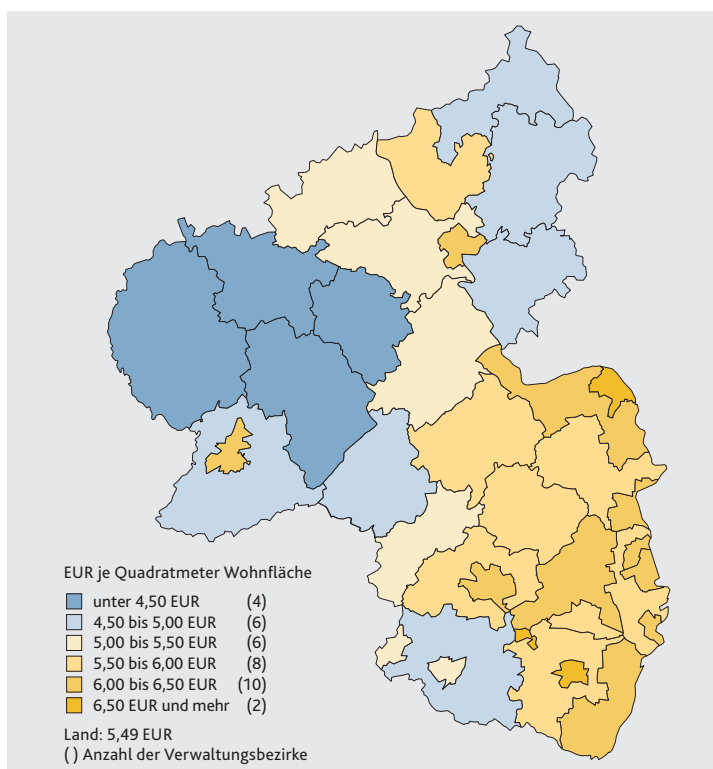 EUR je Quadratmeter Wohnfläche
unter 4,50 EUR (4)
4,50 bis 5,00 EUR (6)
5,00 bis 5,50 EUR (6)
5,50 bis 6,00 EUR (8)
6,00 bis 6,50 EUR (10)
6,50 EUR und mehr (2)
Land: 5,49 EUR
( ) Anzahl der Verwaltungsbezirke